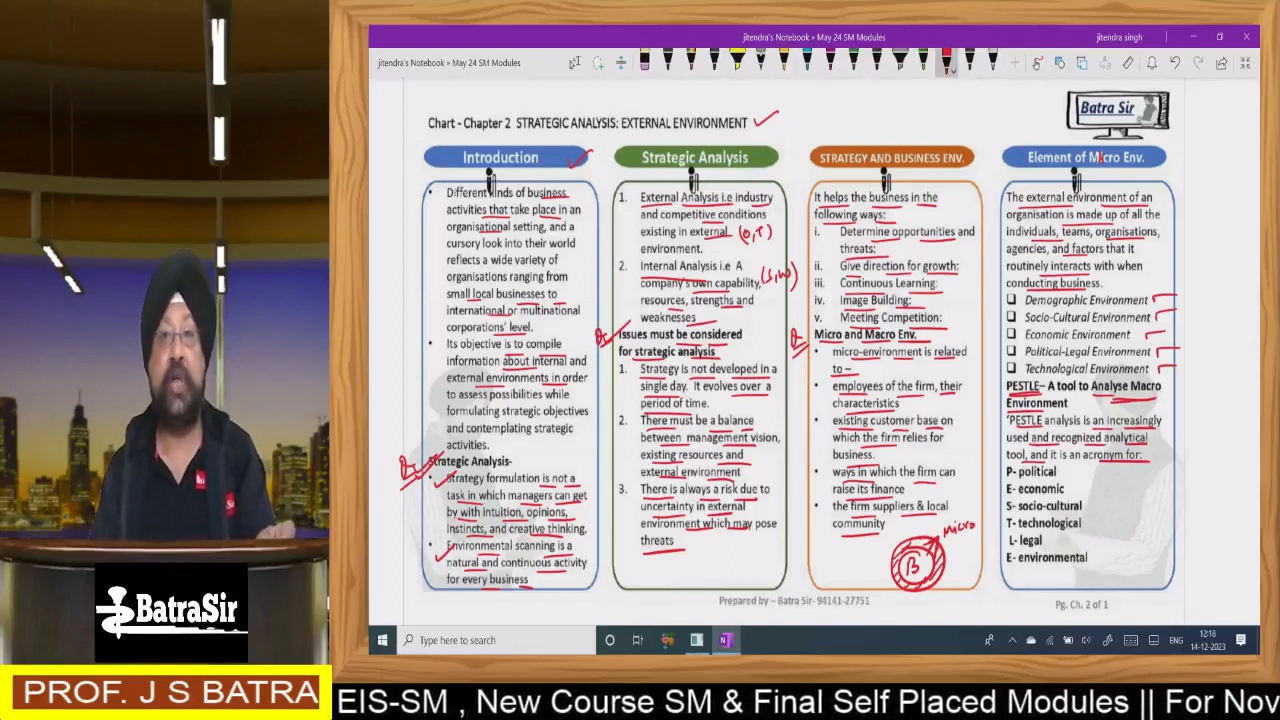 jitendra's Notebook » May 24 SM Modules
jitendra singh
jitendra's Notebook » May 24 SM Modules
Batra Sir
Chart - Chapter 2 STRATEGIC ANALYSIS: EXTERNAL ENVIRONMENT
Introduction
• Different kinds of business
activities that take place in an
organisational setting, and a
cursory look into their world
reflects a wide variety of
organisations ranging from
small local businesses to
international or multinational
corporations' level.
• Its objective is to compile
information about internal and
external environments in order
to assess possibilities while
formulating strategic objectives
and contemplating strategic
activities.
Strategic Analysis-
• Strategy formulation is not a
task in which managers can get
by with intuition, opinions,
instincts, and creative thinking.
• Environmental scanning is a
natural and continuous activity
for every business
Strategic Analysis
1. External Analysis i.e industry
and competitive conditions
existing in external (O,T)
environment.
2. Internal Analysis i.e A
company's own capability, (S,W)
resources, strengths and
weaknesses
Issues must be considered
for strategic analysis
1. Strategy is not developed in a
single day. It evolves over a
period of time.
2. There must be a balance
between management vision,
existing resources and
external environment
3. There is always a risk due to
uncertainty in external
environment which may pose
threats
STRATEGY AND BUSINESS ENV.
It helps the business in the
following ways:
i. Determine opportunities and
threats:
ii. Give direction for growth:
iii. Continuous Learning:
iv. Image Building:
v. Meeting Competition:
Micro and Macro Env.
• micro-environment is related
to –
• employees of the firm, their
characteristics
• existing customer base on
which the firm relies for
business.
• ways in which the firm can
raise its finance
• the firm suppliers & local
community
Micro
B
Element of Micro Env.
The external environment of an
organisation is made up of all the
individuals, teams, organisations,
agencies, and factors that it
routinely interacts with when
conducting business.
❑ Demographic Environment
❑ Socio-Cultural Environment
❑ Economic Environment
❑ Political-Legal Environment
❑ Technological Environment
PESTLE– A tool to Analyse Macro
Environment
'PESTLE analysis is an increasingly
used and recognized analytical
tool, and it is an acronym for:
P- political
E- economic
S- socio-cultural
T- technological
L- legal
E- environmental
Prepared by – Batra Sir- 94141-27751
Pg. Ch. 2 of 1
Type here to search
ENG
12:18
14-12-2023
BatraSir
PROF. J S BATRA
EIS-SM , New Course SM & Final Self Placed Modules || For Nov